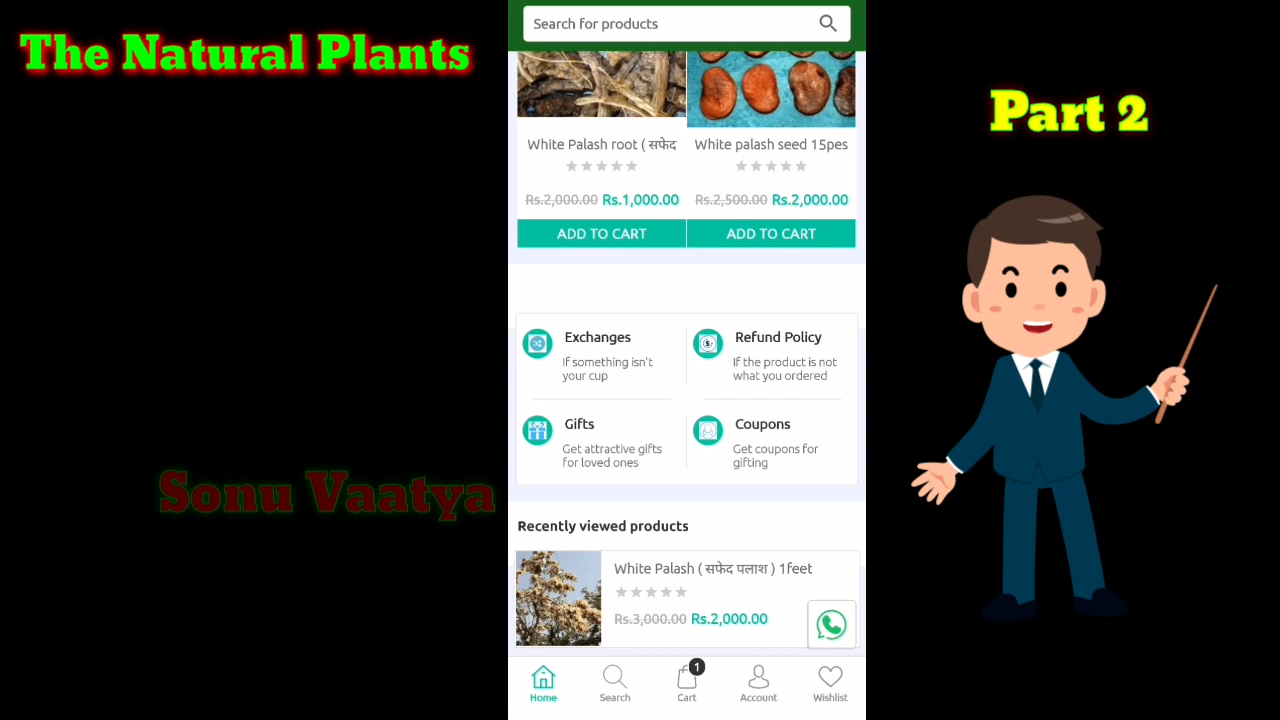 The Natural Plants
Part 2
Sonu Vaatya
Search for products
White Palash root ( सफेद
Rs.2,000.00 Rs.1,000.00
ADD TO CART
White palash seed 15pes
Rs.2,500.00 Rs.2,000.00
ADD TO CART
Exchanges
If something isn't
your cup
Refund Policy
If the product is not
what you ordered
Gifts
Get attractive gifts
for loved ones
Coupons
Get coupons for
gifting
Recently viewed products
White Palash ( सफेद पलाश ) 1feet
Rs.3,000.00 Rs.2,000.00
1
Home
Search
Cart
Account
Wishlist